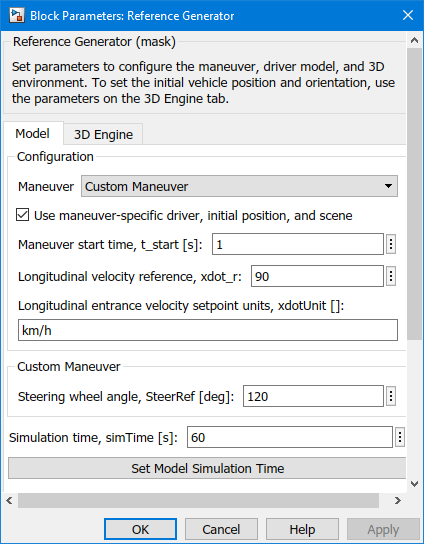 Block Parameters: Reference Generator
Reference Generator (mask)
Set parameters to configure the maneuver, driver model, and 3D
environment. To set the initial vehicle position and orientation, use
the parameters on the 3D Engine tab.
Model 3D Engine
Configuration
Maneuver Custom Maneuver
Use maneuver-specific driver, initial position, and scene
Maneuver start time, t_start [s]: 1
Longitudinal velocity reference, xdot_r: 90
Longitudinal entrance velocity setpoint units, xdotUnit []:
km/h
Custom Maneuver
Steering wheel angle, SteerRef [deg]: 120
Simulation time, simTime [s]: 60
Set Model Simulation Time
OK Cancel Help Apply